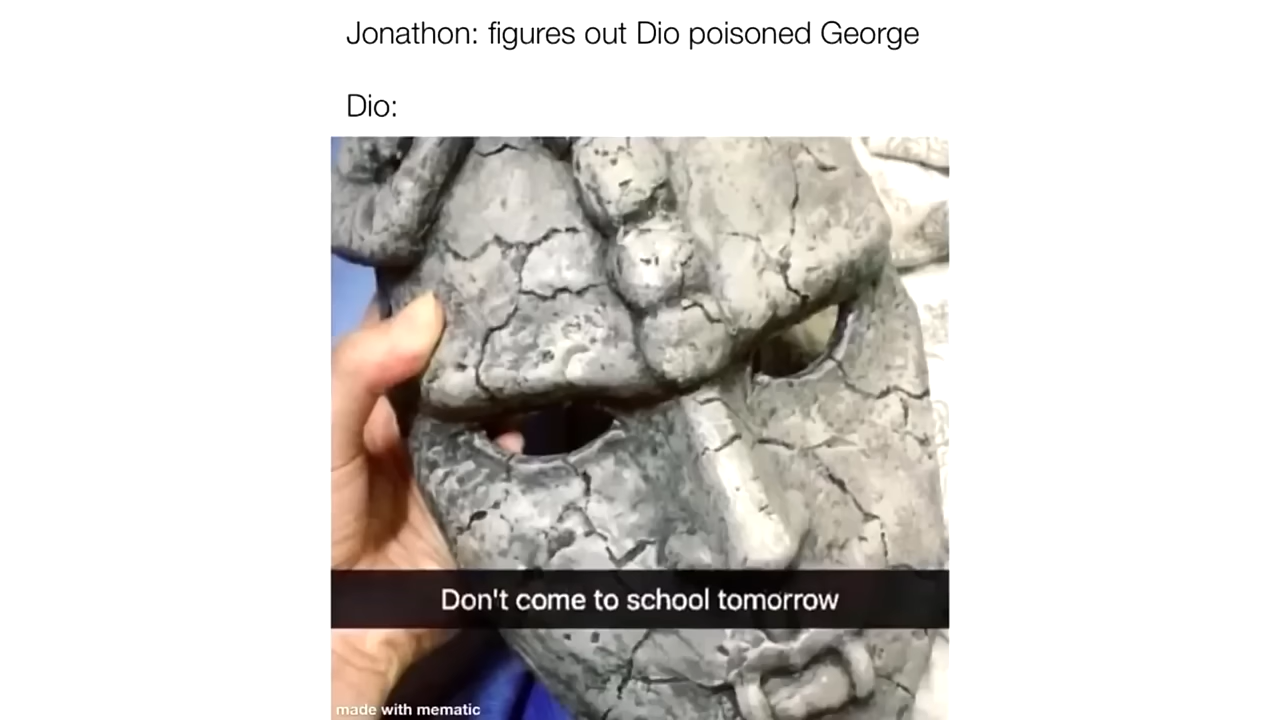 Jonathon: figures out Dio poisoned George
Dio:
Don't come to school tomorrow
made with mematic